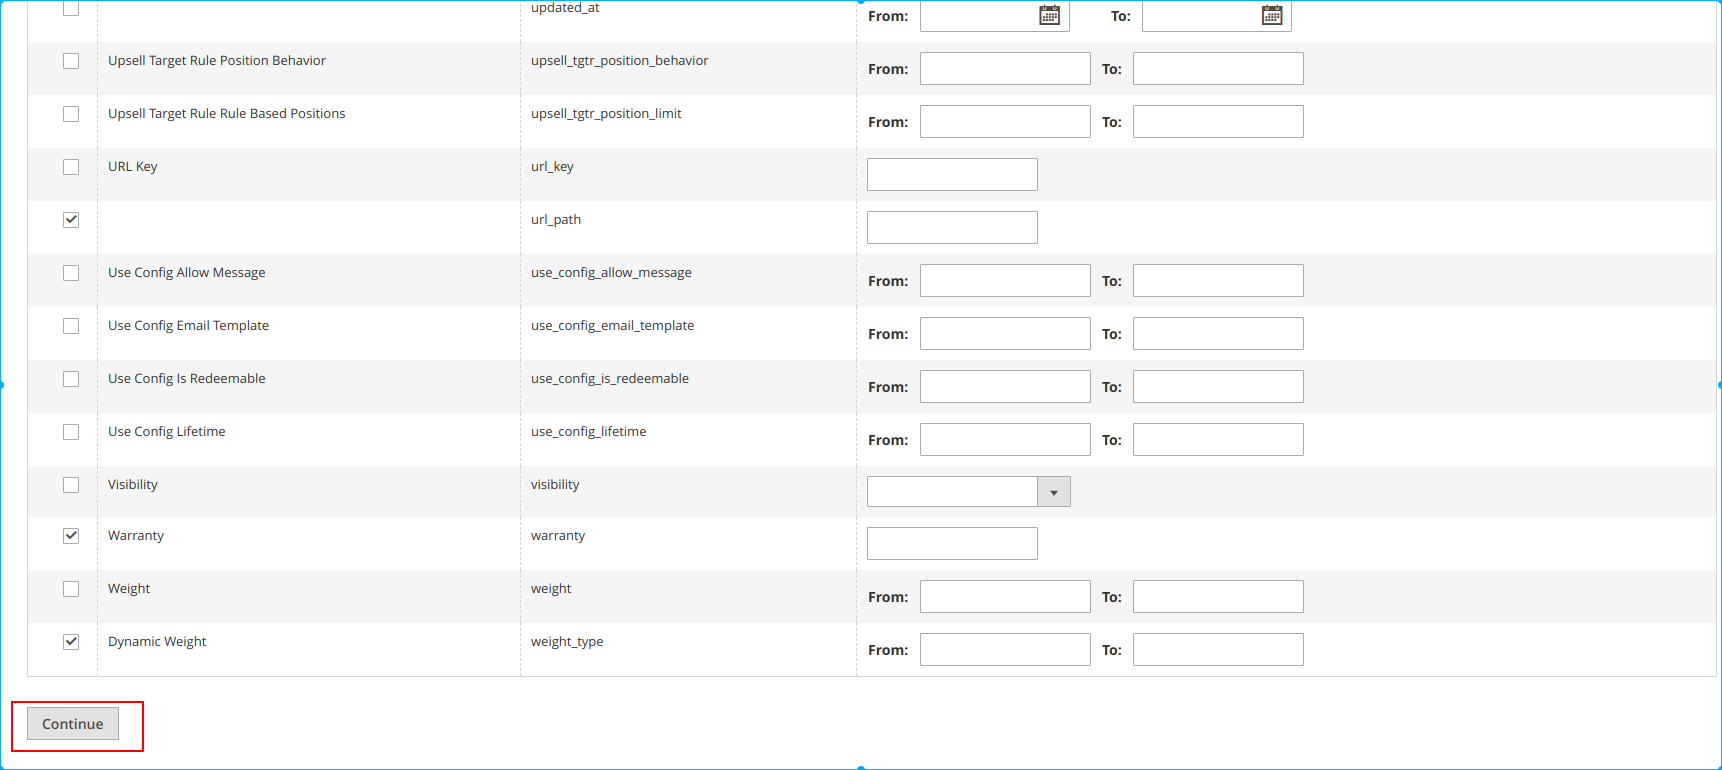 updated_at From: To:
Upsell Target Rule Position Behavior upsell_tgtr_position_behavior From: To:
Upsell Target Rule Rule Based Positions upsell_tgtr_position_limit From: To:
URL Key url_key
url_path
Use Config Allow Message use_config_allow_message From: To:
Use Config Email Template use_config_email_template From: To:
Use Config Is Redeemable use_config_is_redeemable From: To:
Use Config Lifetime use_config_lifetime From: To:
Visibility visibility
Warranty warranty
Weight weight From: To:
Dynamic Weight weight_type From: To:
Continue